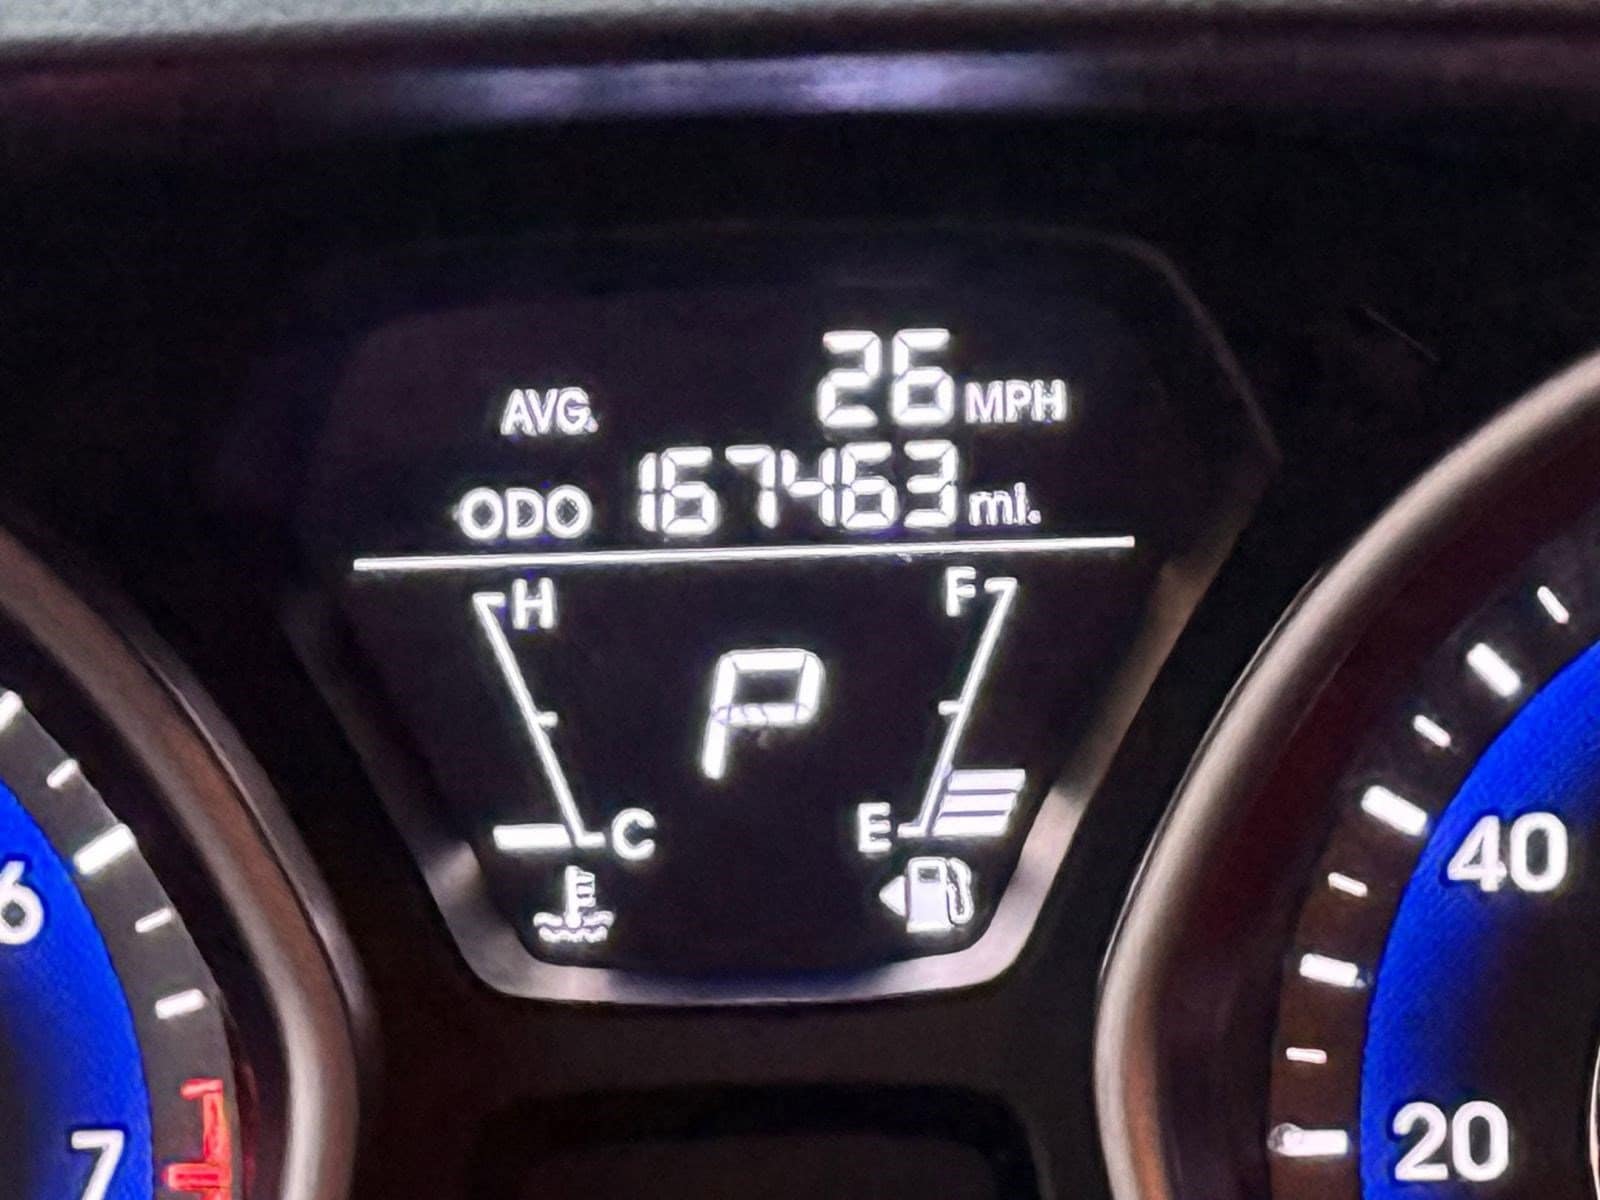 AVG. 26 MPH
ODO 167463 mi.
H F
P
C E
6 40
7 20